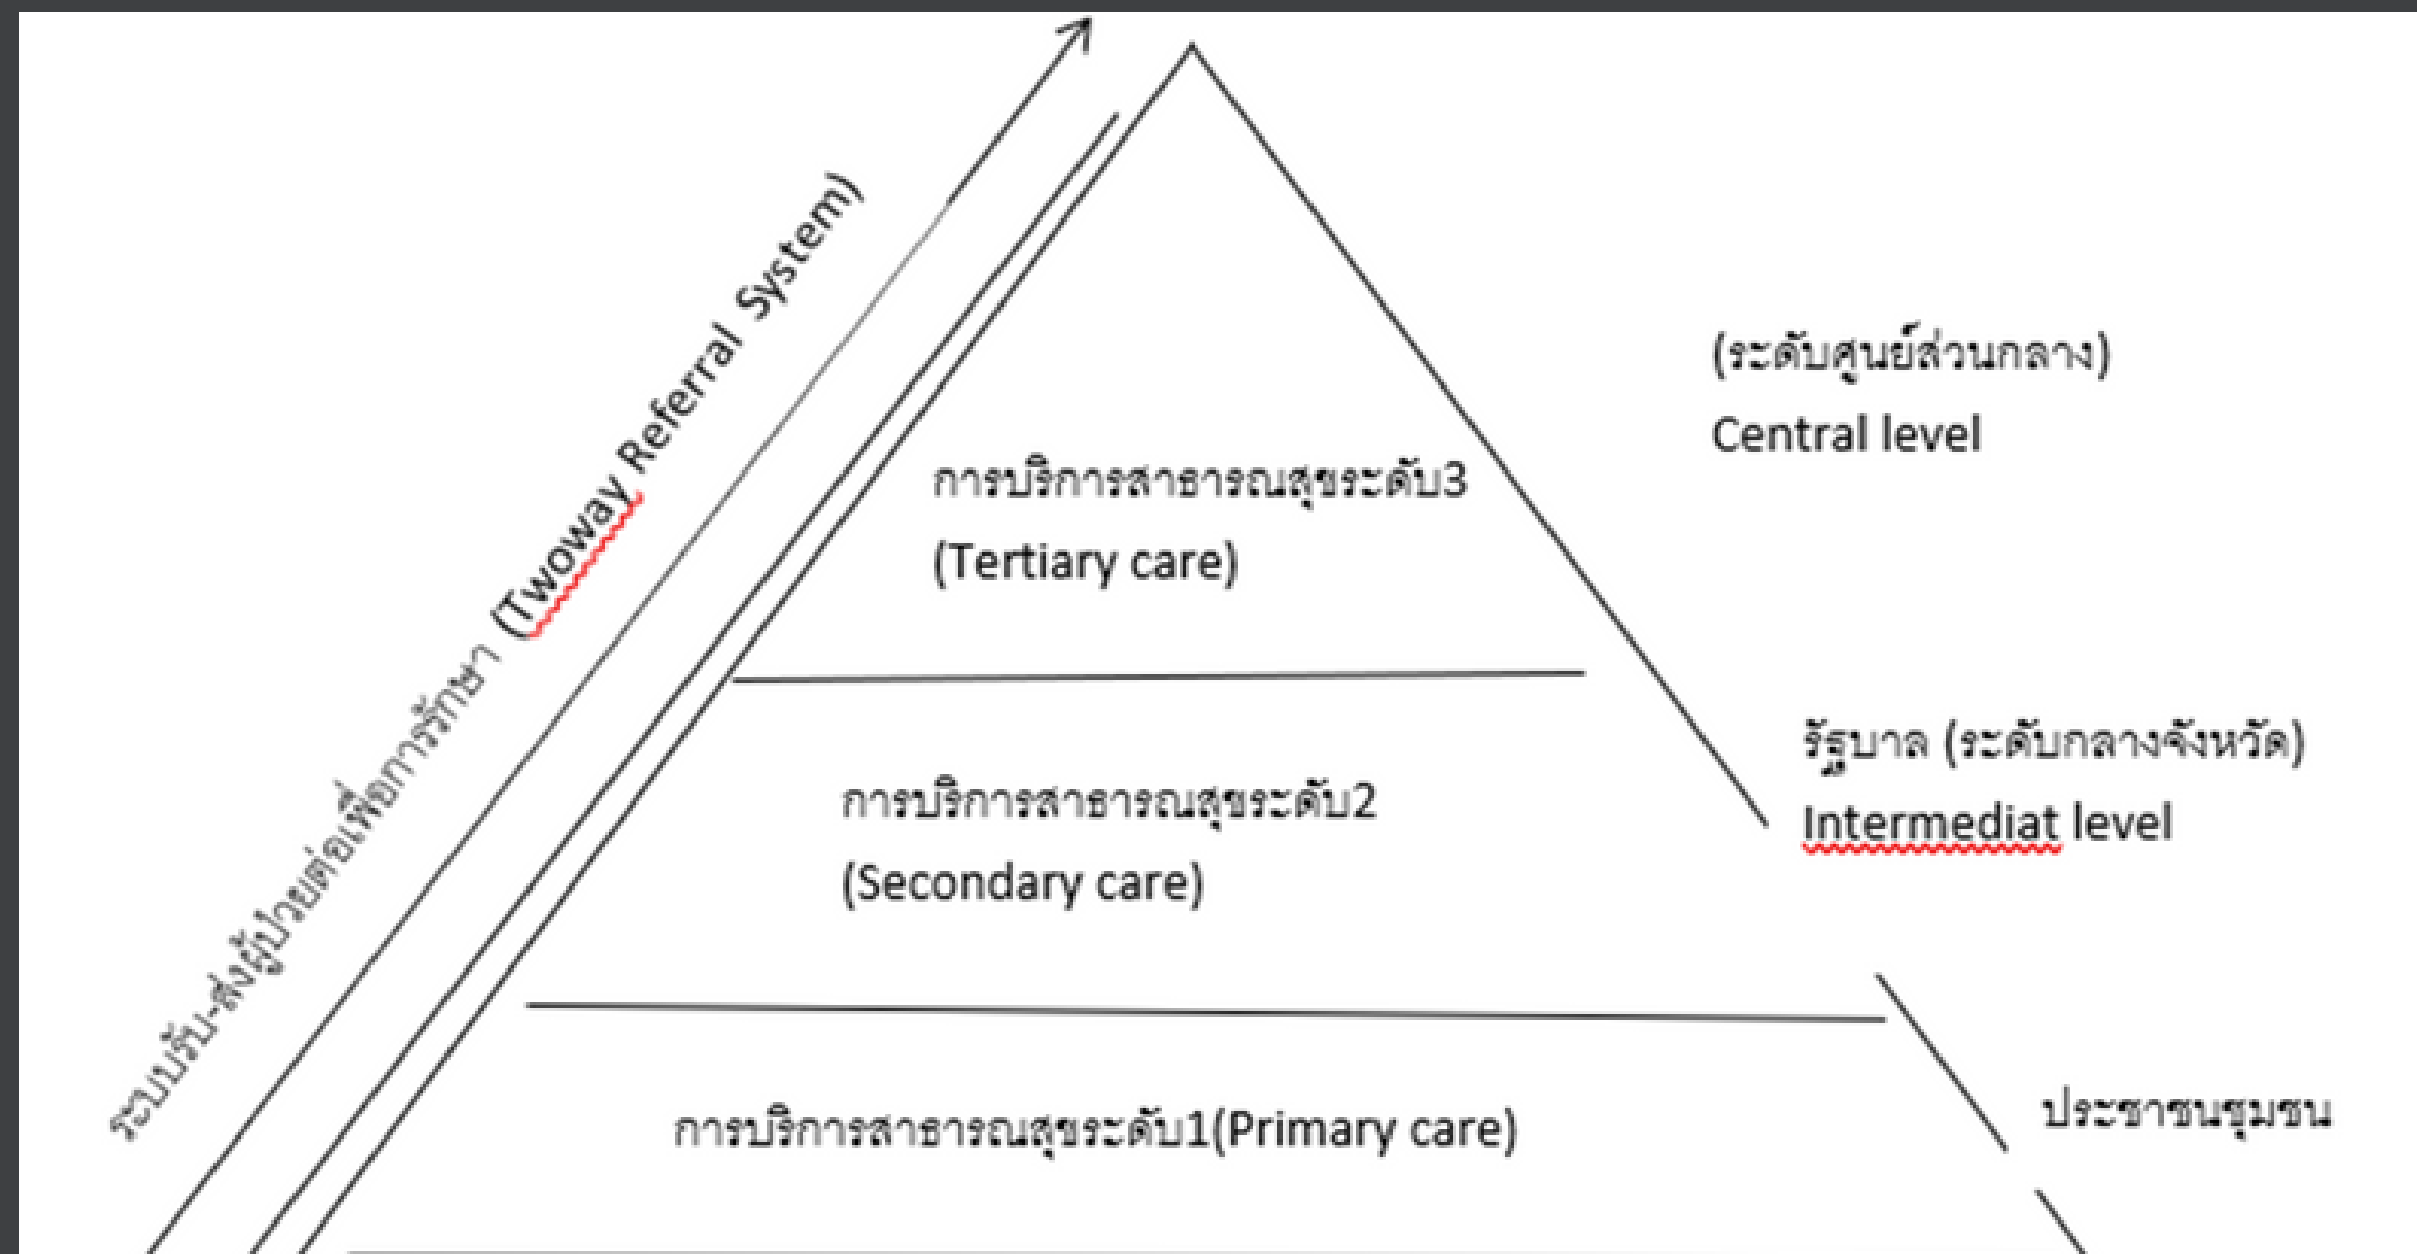 ระบบรับ-ส่งผู้ป่วยต่อเพื่อการรักษา (Twoway Referral System)
(ระดับศูนย์ส่วนกลาง)
Central level
การบริการสาธารณสุขระดับ3
(Tertiary care)
รัฐบาล (ระดับกลางจังหวัด)
Intermediat level
การบริการสาธารณสุขระดับ2
(Secondary care)
ประชาชนชุมชน
การบริการสาธารณสุขระดับ1(Primary care)